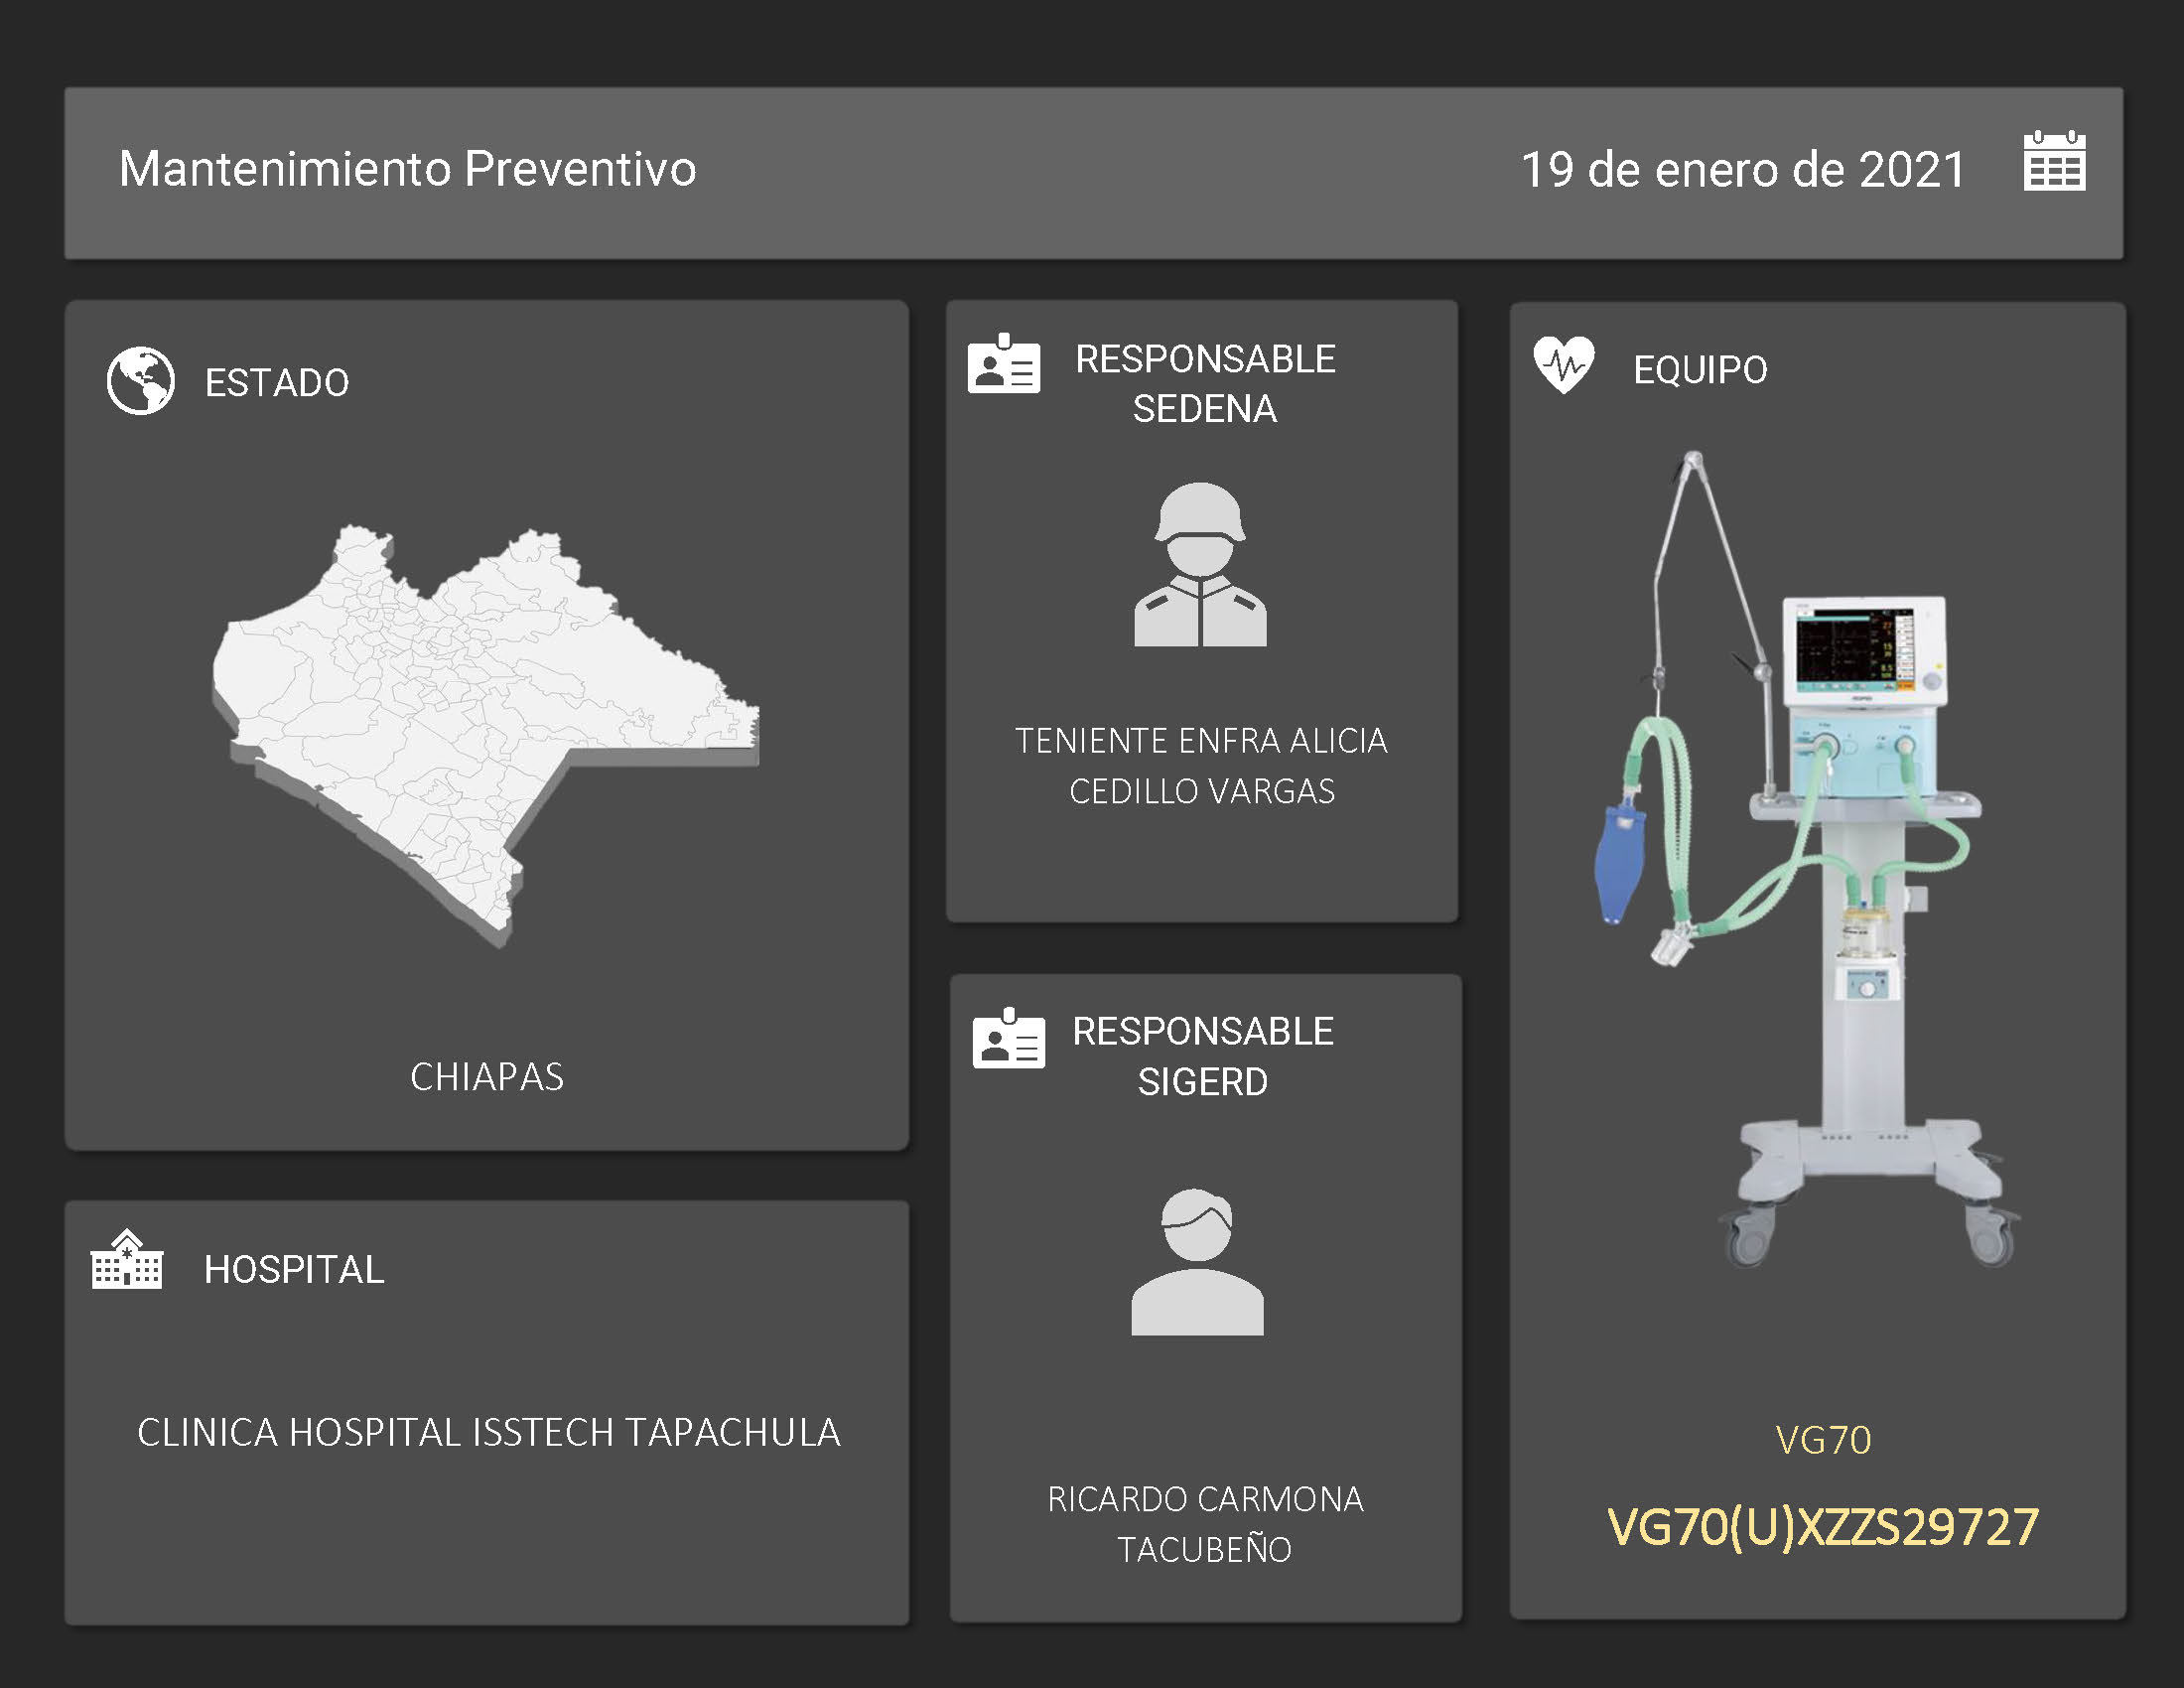 Mantenimiento Preventivo
19 de enero de 2021
ESTADO
CHIAPAS
HOSPITAL
CLINICA HOSPITAL ISSTECH TAPACHULA
RESPONSABLE
SEDENA
TENIENTE ENFRA ALICIA
CEDILLO VARGAS
RESPONSABLE
SIGERD
RICARDO CARMONA
TACUBEÑO
EQUIPO
VG70
VG70(U)XZZS29727